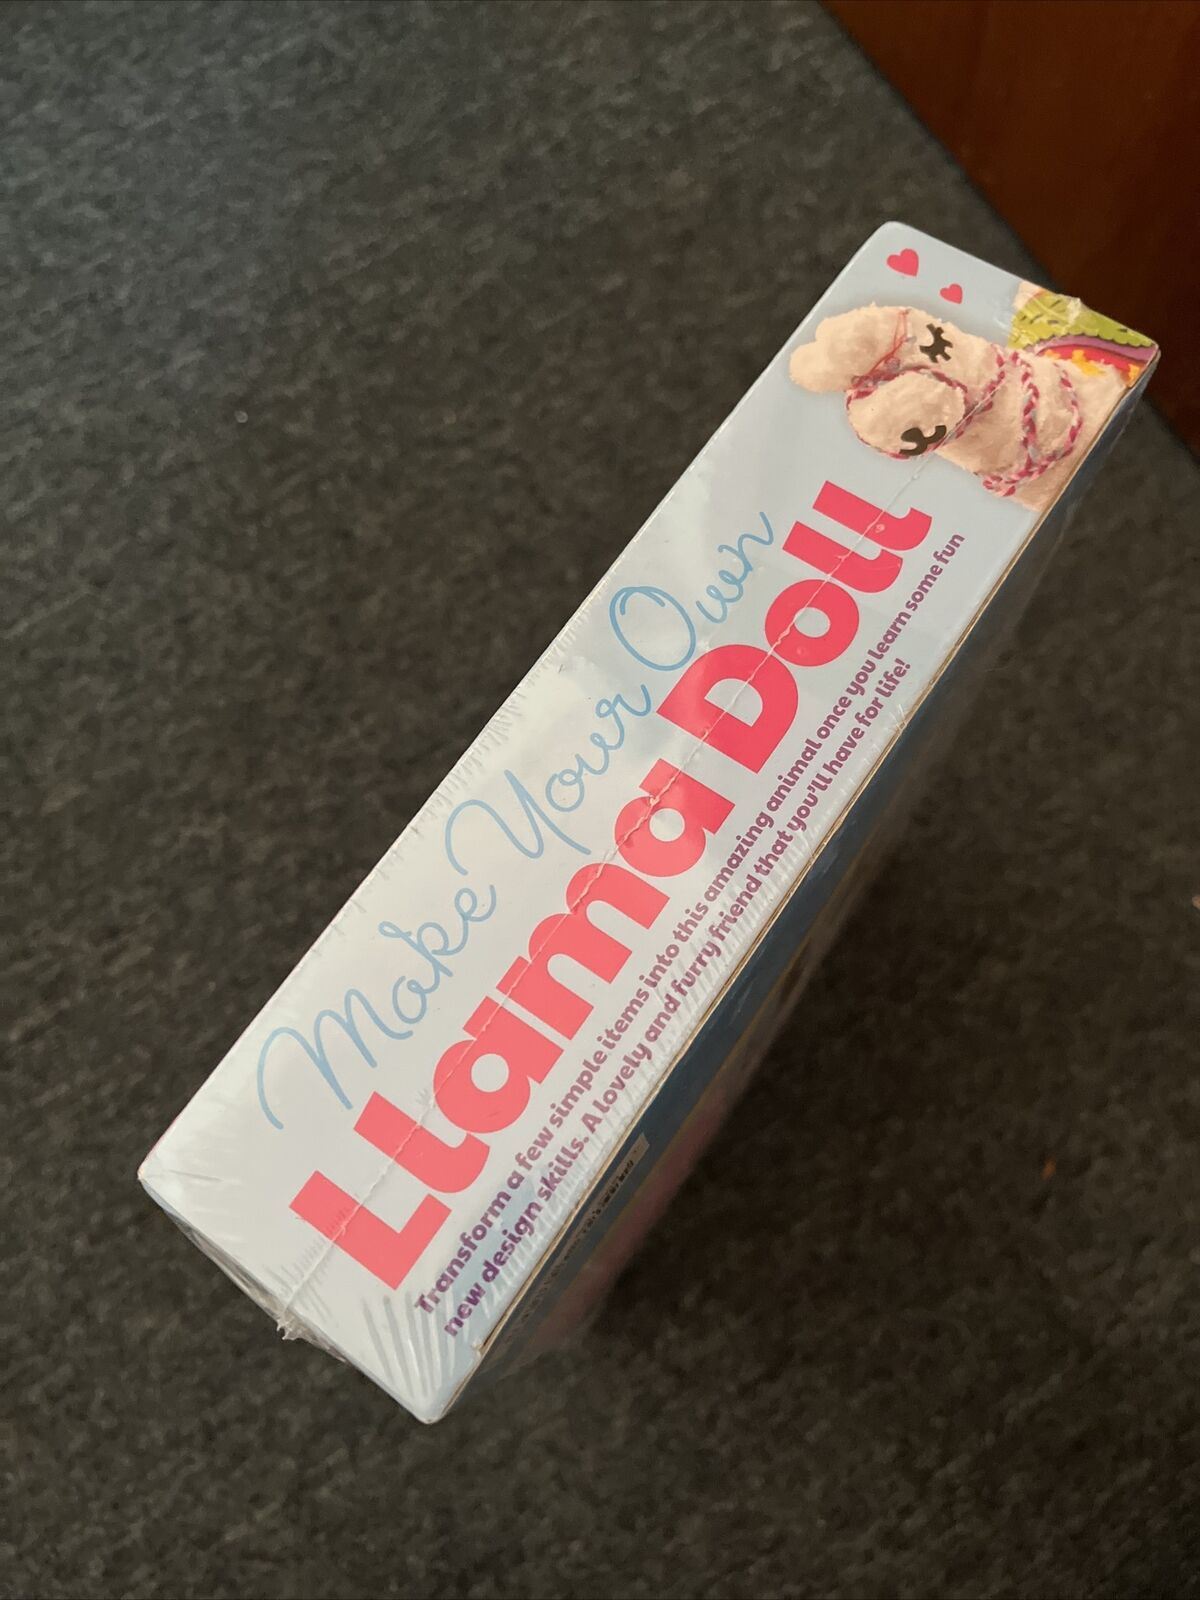 Make Your Own
Llama Doll
Transform a few simple items into this amazing animal once you learn some fun
new design skills. A lovely and furry friend that you'll have for life!